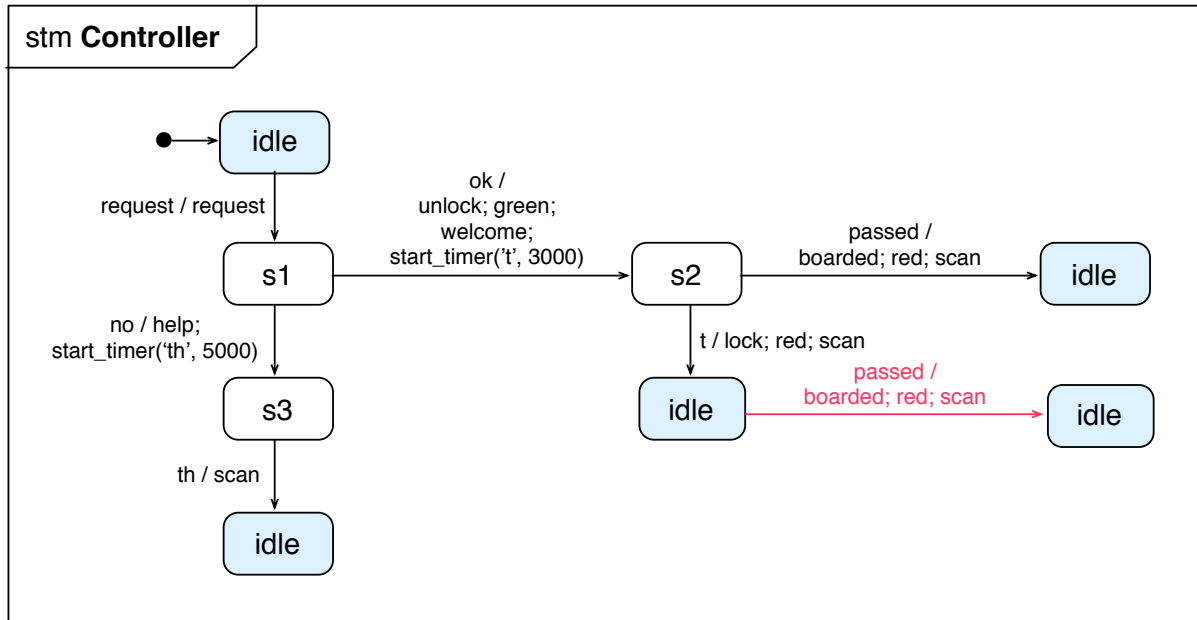 stm Controller
idle
request / request
ok /
unlock; green;
welcome;
start_timer('t', 3000)
passed /
boarded; red; scan
s1
s2
idle
no / help;
start_timer(‘th’, 5000)
t / lock; red; scan
passed /
boarded; red; scan
s3
idle
idle
th / scan
idle